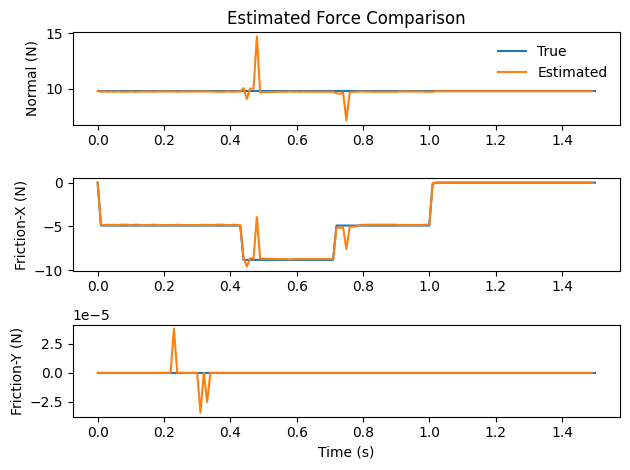 Estimated Force Comparison
Normal (N)
15
10
True
Estimated
0.0 0.2 0.4 0.6 0.8 1.0 1.2 1.4
Friction-X (N)
0
−5
−10
0.0 0.2 0.4 0.6 0.8 1.0 1.2 1.4
1e−5
Friction-Y (N)
2.5
0.0
−2.5
0.0 0.2 0.4 0.6 0.8 1.0 1.2 1.4
Time (s)